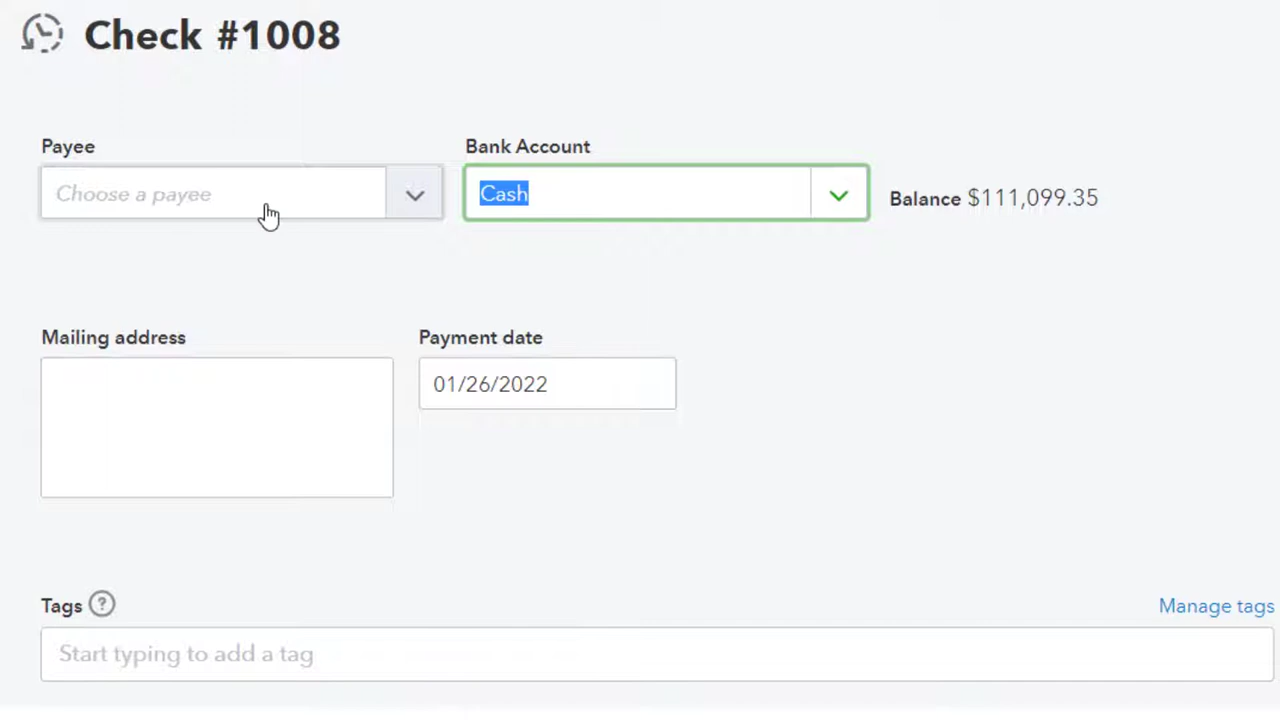 Check #1008
Payee
Bank Account
Choose a payee
Cash
Balance $111,099.35
Mailing address
Payment date
01/26/2022
Tags ?
Manage tags
Start typing to add a tag